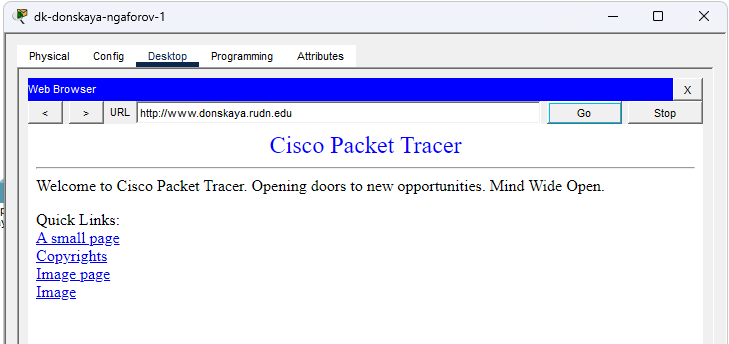 dk-donskaya-ngaforov-1
Physical Config Desktop Programming Attributes
Web Browser X
< > URL http://www.donskaya.rudn.edu Go Stop
Cisco Packet Tracer
Welcome to Cisco Packet Tracer. Opening doors to new opportunities. Mind Wide Open.
Quick Links:
A small page
Copyrights
Image page
Image